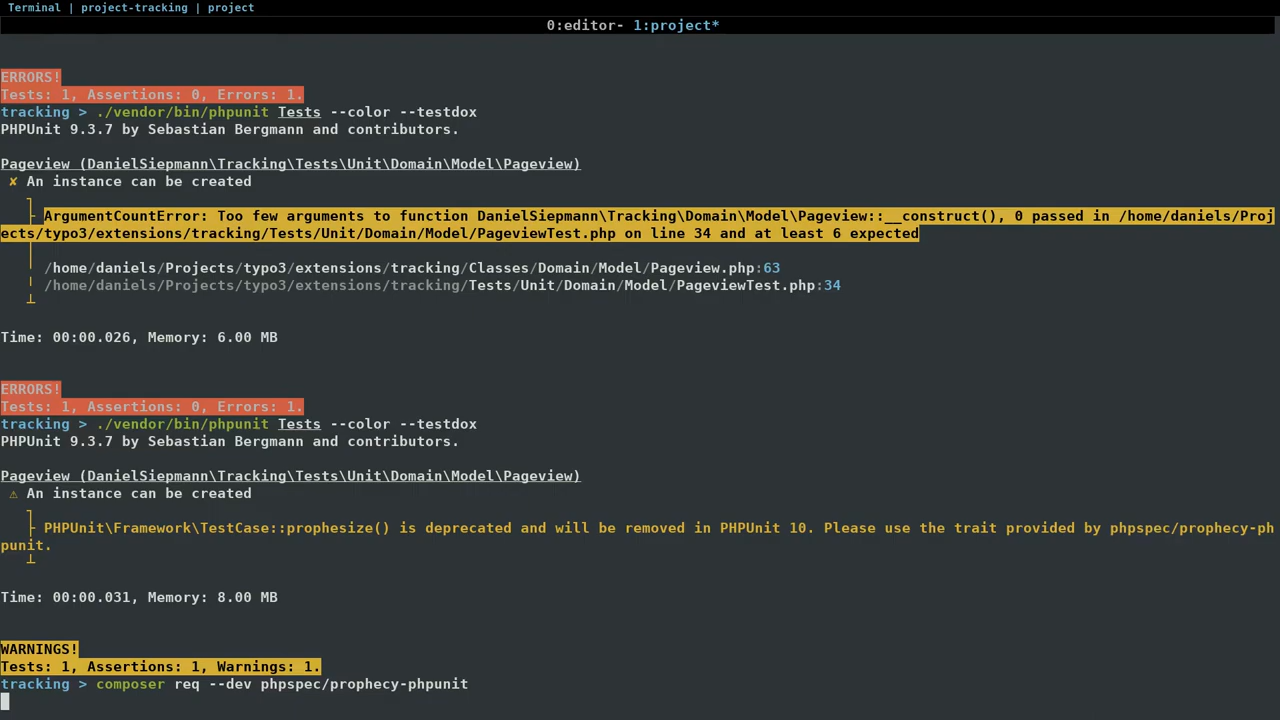 Terminal | project-tracking | project
0:editor- 1:project*
ERRORS!
Tests: 1, Assertions: 0, Errors: 1.
tracking > ./vendor/bin/phpunit Tests --color --testdox
PHPUnit 9.3.7 by Sebastian Bergmann and contributors.
Pageview (DanielSiepmann\Tracking\Tests\Unit\Domain\Model\Pageview)
✘ An instance can be created
ArgumentCountError: Too few arguments to function DanielSiepmann\Tracking\Domain\Model\Pageview::__construct(), 0 passed in /home/daniels/Proj
ects/typo3/extensions/tracking/Tests/Unit/Domain/Model/PageviewTest.php on line 34 and at least 6 expected
/home/daniels/Projects/typo3/extensions/tracking/Classes/Domain/Model/Pageview.php:63
/home/daniels/Projects/typo3/extensions/tracking/Tests/Unit/Domain/Model/PageviewTest.php:34
Time: 00:00.026, Memory: 6.00 MB
ERRORS!
Tests: 1, Assertions: 0, Errors: 1.
tracking > ./vendor/bin/phpunit Tests --color --testdox
PHPUnit 9.3.7 by Sebastian Bergmann and contributors.
Pageview (DanielSiepmann\Tracking\Tests\Unit\Domain\Model\Pageview)
⚠ An instance can be created
PHPUnit\Framework\TestCase::prophesize() is deprecated and will be removed in PHPUnit 10. Please use the trait provided by phpspec/prophecy-ph
punit.
Time: 00:00.031, Memory: 8.00 MB
WARNINGS!
Tests: 1, Assertions: 1, Warnings: 1.
tracking > composer req --dev phpspec/prophecy-phpunit